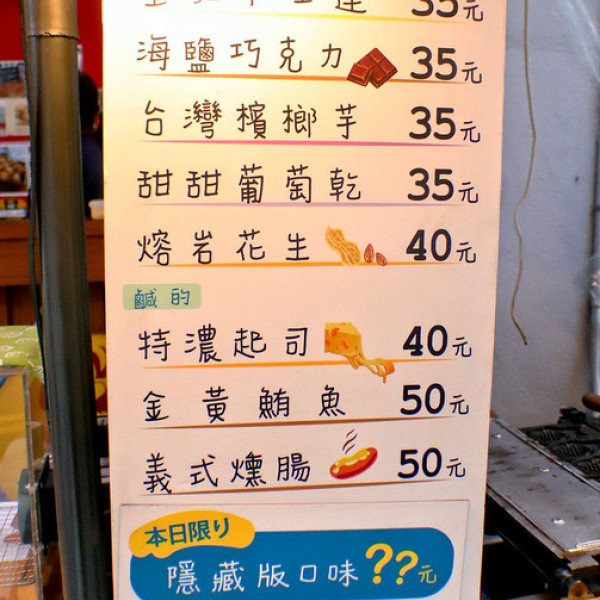 35元
海鹽巧克力 35元
台灣檳榔芋 35元
甜甜葡萄乾 35元
熔岩花生 40元
鹹的
特濃起司 40元
金黃鮪魚 50元
義式燻腸 50元
本日限り
隱藏版口味??元